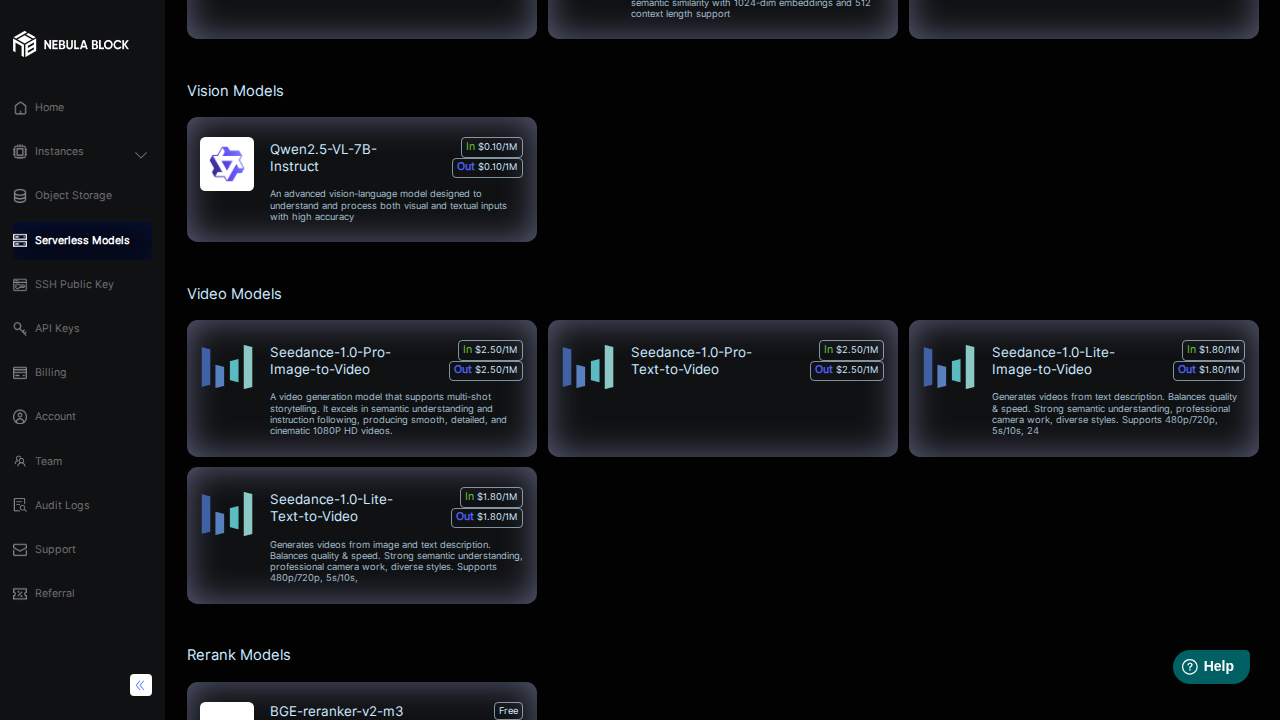 semantic similarity with 1024-dim embeddings and 512
context length support
NEBULA BLOCK
Home
Instances
Object Storage
Serverless Models
SSH Public Key
API Keys
Billing
Account
Team
Audit Logs
Support
Referral
Vision Models
Qwen2.5-VL-7B-
Instruct
In $0.10/1M
Out $0.10/1M
An advanced vision-language model designed to
understand and process both visual and textual inputs
with high accuracy
Video Models
Seedance-1.0-Pro-
Image-to-Video
In $2.50/1M
Out $2.50/1M
A video generation model that supports multi-shot
storytelling. It excels in semantic understanding and
instruction following, producing smooth, detailed, and
cinematic 1080P HD videos.
Seedance-1.0-Pro-
Text-to-Video
In $2.50/1M
Out $2.50/1M
Seedance-1.0-Lite-
Image-to-Video
In $1.80/1M
Out $1.80/1M
Generates videos from text description. Balances quality
& speed. Strong semantic understanding, professional
camera work, diverse styles. Supports 480p/720p,
5s/10s, 24
Seedance-1.0-Lite-
Text-to-Video
In $1.80/1M
Out $1.80/1M
Generates videos from image and text description.
Balances quality & speed. Strong semantic understanding,
professional camera work, diverse styles. Supports
480p/720p, 5s/10s,
Rerank Models
BGE-reranker-v2-m3
Free
Help